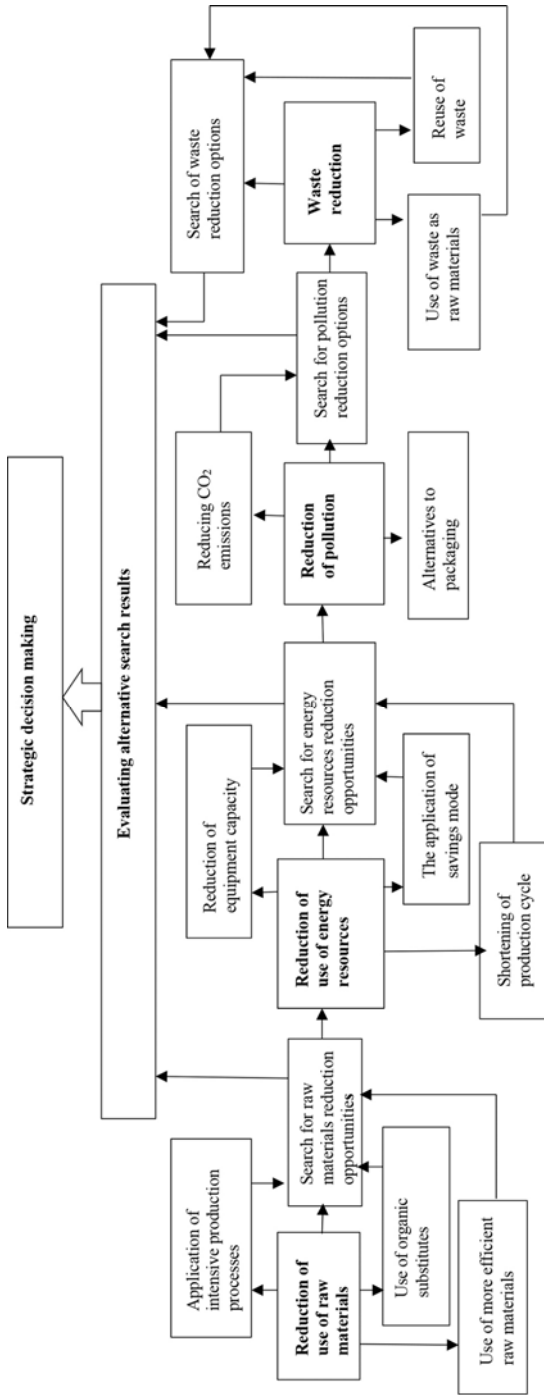 Strategic decision making
Evaluating alternative search results
Application of
intensive production
processes
Reduction of
use of raw
materials
Use of organic
substitutes
Use of more efficient
raw materials
Search for raw
materials reduction
opportunities
Reduction of
equipment capacity
Reduction of
use of energy
resources
The application of
savings mode
Shortening of
production cycle
Search for energy
resources reduction
opportunities
Reducing CO₂
emissions
Reduction
of pollution
Alternatives to
packaging
Search for pollution
reduction options
Search of waste
reduction options
Waste
reduction
Use of waste as
raw materials
Reuse of
waste